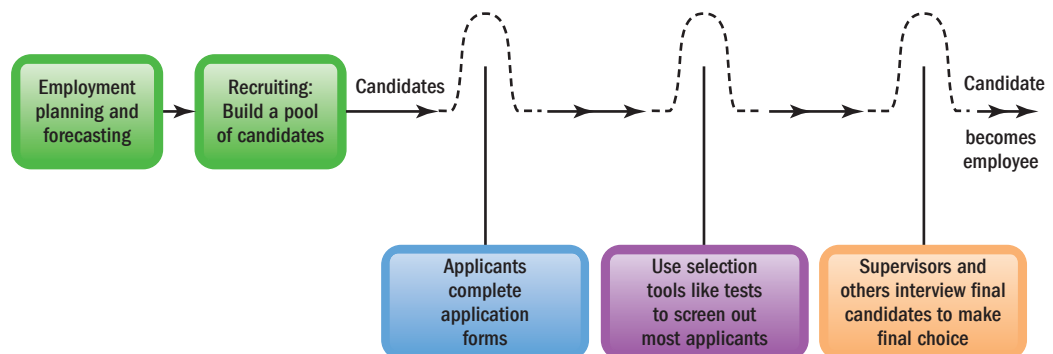 Employment
planning and
forecasting
Recruiting:
Build a pool
of candidates
Candidates
Candidate
becomes
employee
Applicants
complete
application
forms
Use selection
tools like tests
to screen out
most applicants
Supervisors and
others interview final
candidates to make
final choice